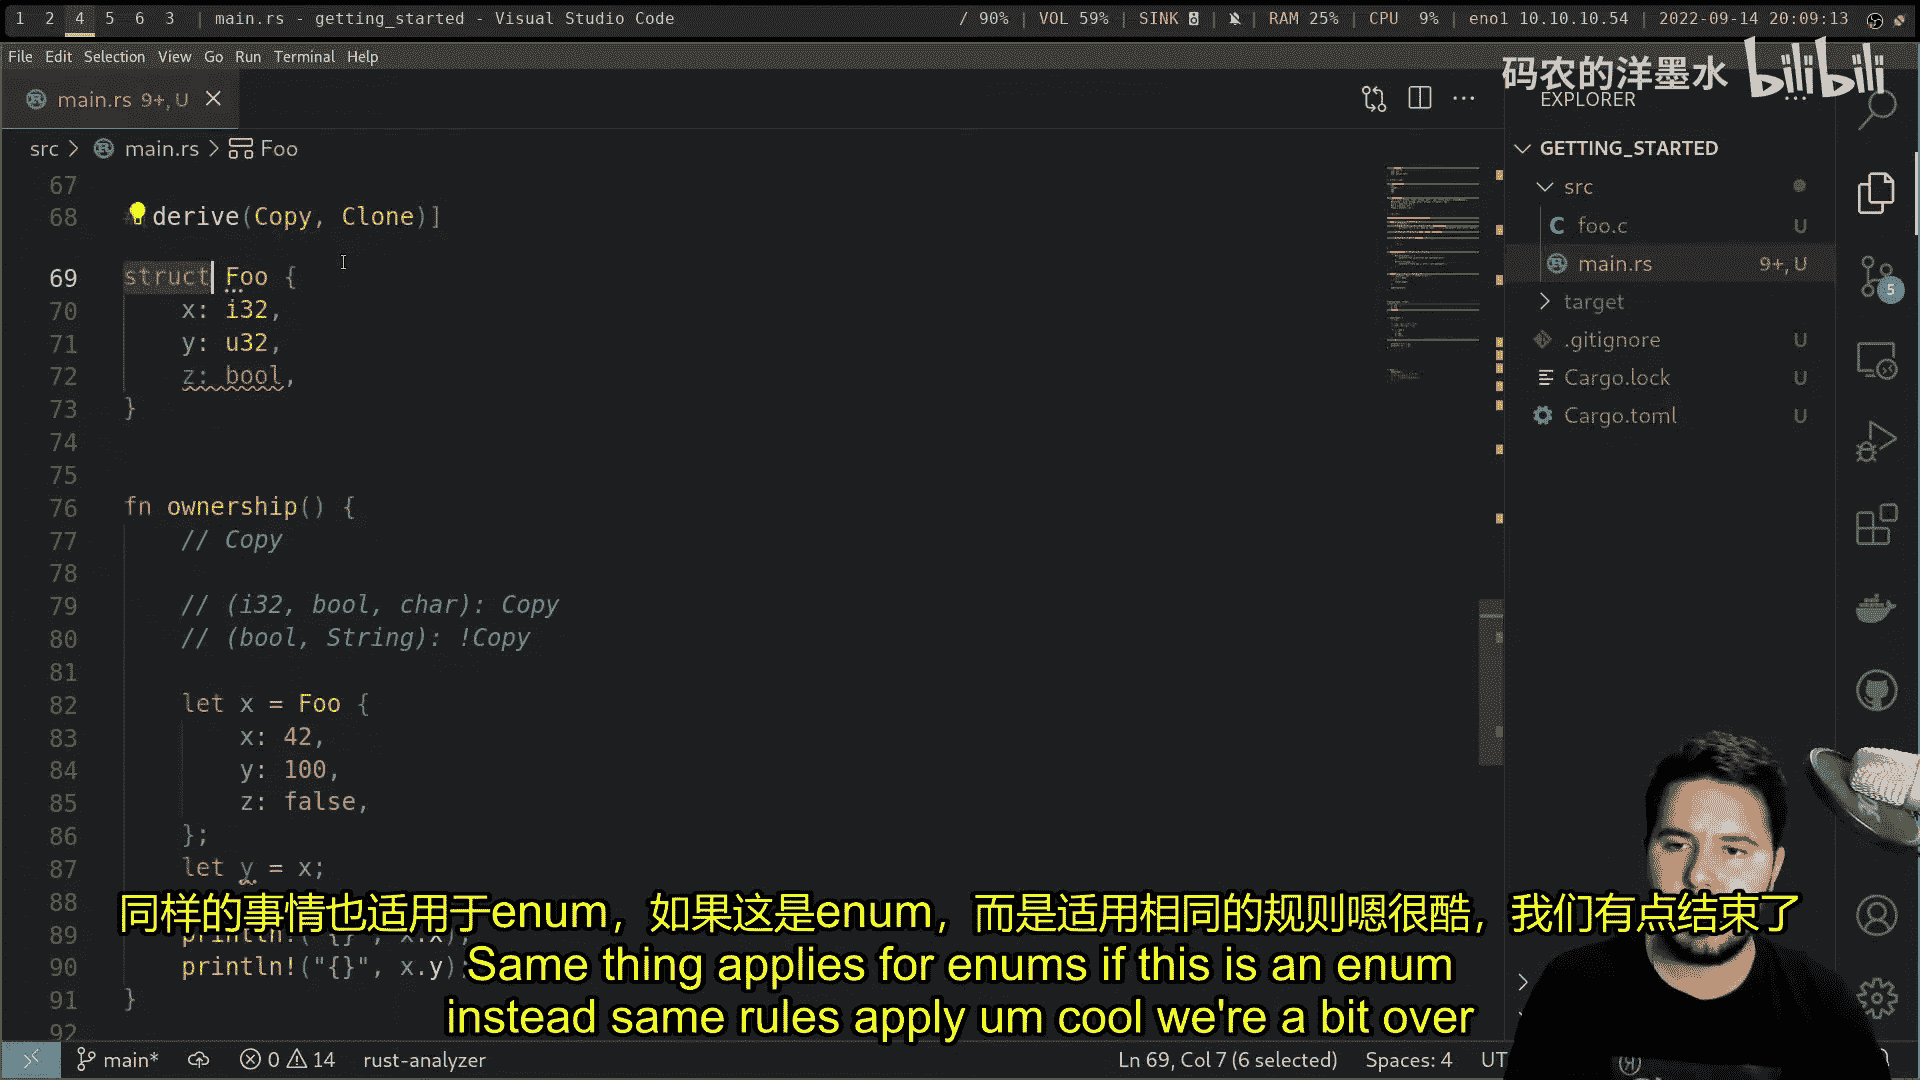 1 2 4 5 6 3 | main.rs - getting_started - Visual Studio Code
/ 90% | VOL 59% | SINK | | RAM 25% | CPU 9% | eno1 10.10.10.54 | 2022-09-14 20:09:13
File Edit Selection View Go Run Terminal Help
码农的洋墨水 bilibili
main.rs 9+, U
EXPLORER
src > main.rs > Foo
GETTING_STARTED
src
foo.c U
main.rs 9+, U
target
.gitignore U
Cargo.lock U
Cargo.toml U
5
67
68 derive(Copy, Clone)]
69 struct Foo {
70 x: i32,
71 y: u32,
72 z: bool,
73 }
74
75
76 fn ownership() {
77 // Copy
78
79 // (i32, bool, char): Copy
80 // (bool, String): !Copy
81
82 let x = Foo {
83 x: 42,
84 y: 100,
85 z: false,
86 };
87 let y = x;
88
89 println!("{}", x.x);
90 println!("{}", x.y)
91 }
92
同样的事情也适用于enum，如果这是enum，而是适用相同的规则嗯很酷，我们有点结束了
Same thing applies for enums if this is an enum
instead same rules apply um cool we're a bit over
main* 0 14 rust-analyzer
Ln 69, Col 7 (6 selected) Spaces: 4